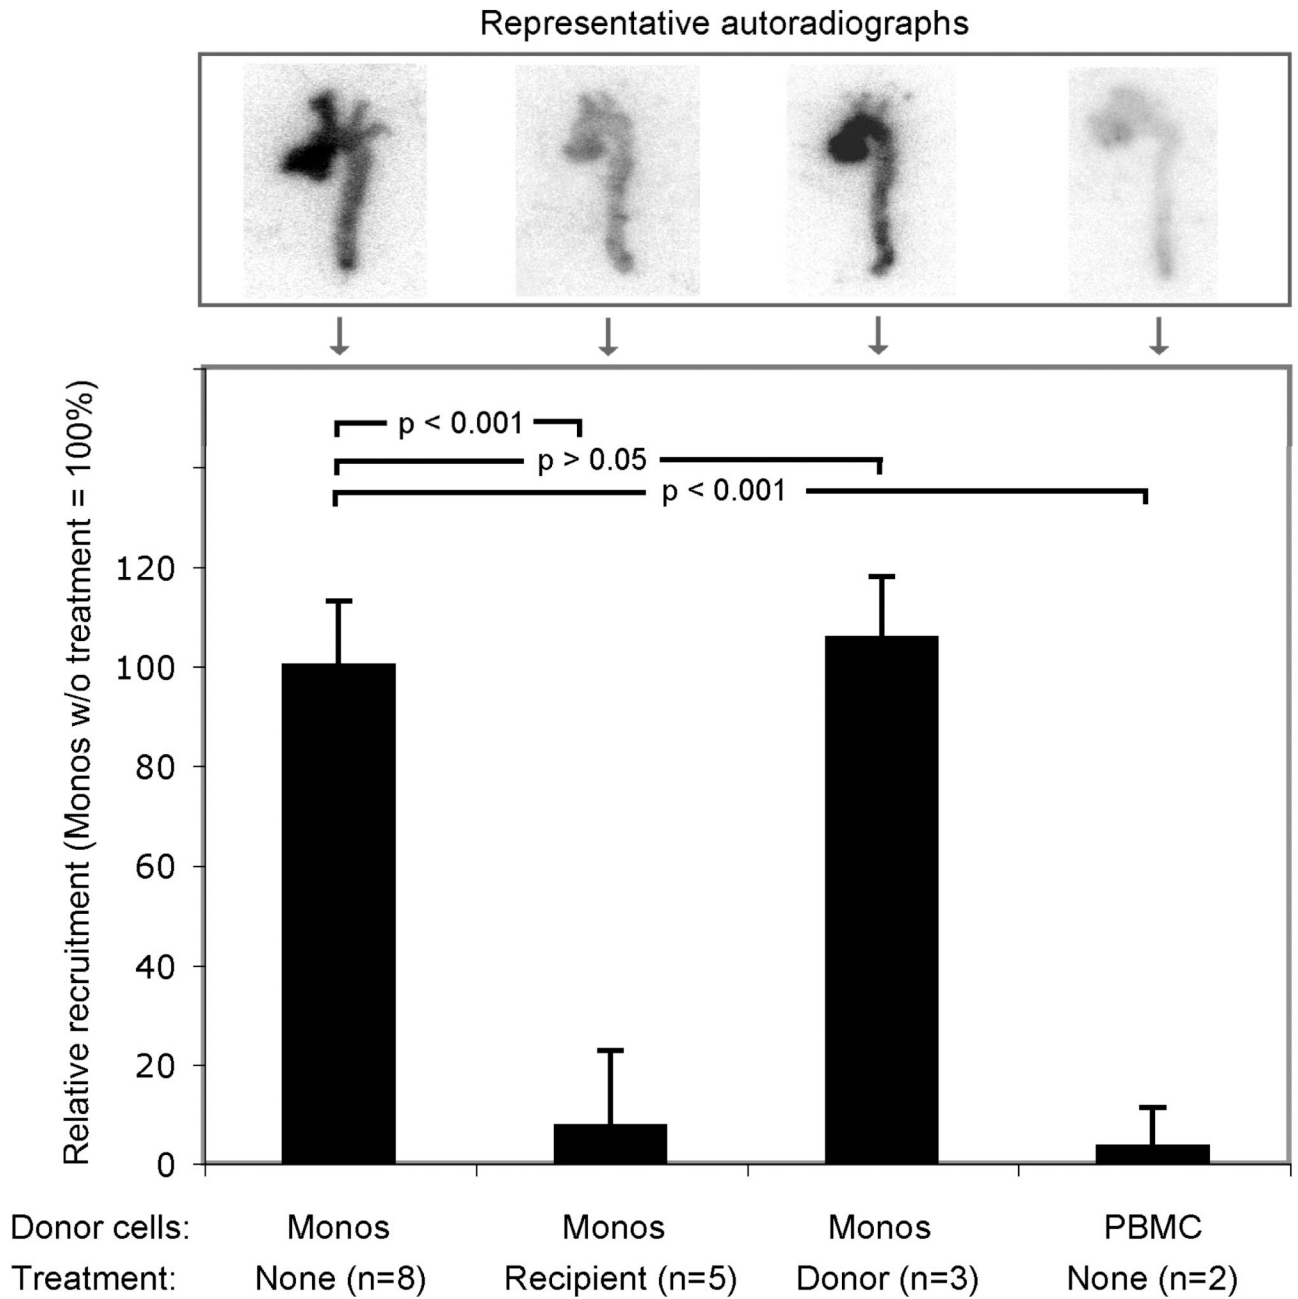 Representative autoradiographs
Relative recruitment (Monos w/o treatment = 100%)
p < 0.001
p > 0.05
p < 0.001
120
100
80
60
40
20
0
Donor cells: Monos Monos Monos PBMC
Treatment: None (n=8) Recipient (n=5) Donor (n=3) None (n=2)